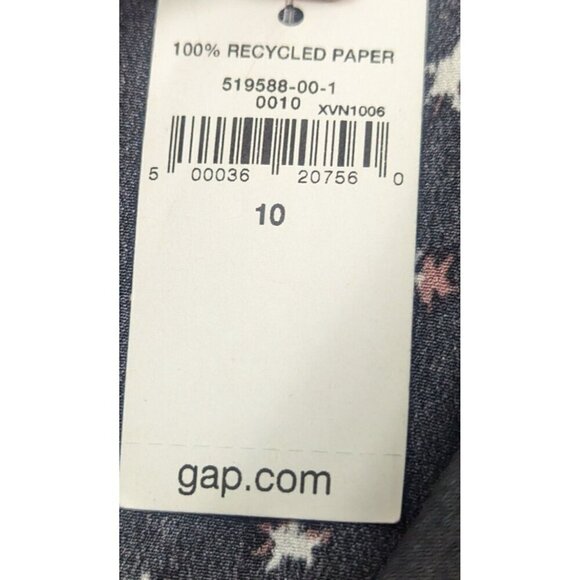 100% RECYCLED PAPER
519588-00-1
0010 XVN1006
5 00036 20756 0
10
gap.com